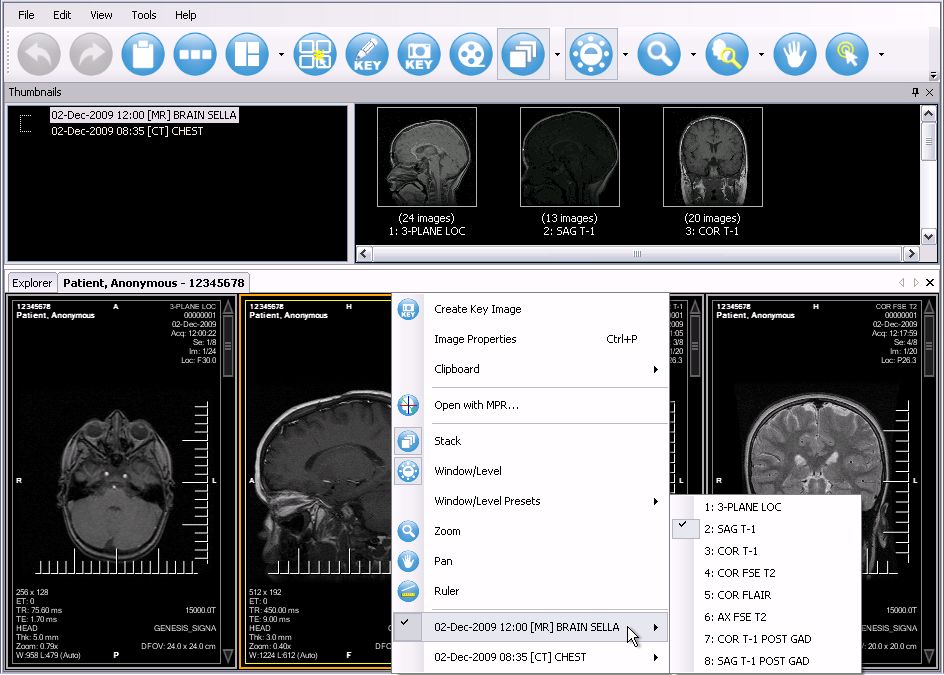 File Edit View Tools Help
KEY KEY
Thumbnails
02-Dec-2009 12:00 [MR] BRAIN SELLA
02-Dec-2009 08:35 [CT] CHEST
(24 images)
1: 3-PLANE LOC
(13 images)
2: SAG T-1
(20 images)
3: COR T-1
Explorer
Patient, Anonymous - 12345678
12345678
Patient, Anonymous
A
3-PLANE LOC
00000001
02-Dec-2009
Acq: 12:00:22
Se: 1/8
Im: 1/24
Loc: F30.0
R
L
256 x 128
ET: 0
TR: 75.60 ms
TE: 1.70 ms
HEAD
Thk: 5.0 mm
Zoom: 0.79x
W:958 L:479 (Auto)
P
15000.0T
GENESIS_SIGNA
DFOV: 24.0 x 24.0cm
12345678
Patient, Anonymous
H
A
512 x 192
ET: 0
TR: 450.00 ms
TE: 9.00 ms
HEAD
Thk: 3.0 mm
Zoom: 0.40x
W:1224 L:612 (Auto)
F
KEY
Create Key Image
Image Properties Ctrl+P
Clipboard
Open with MPR...
Stack
Window/Level
Window/Level Presets
Zoom
Pan
Ruler
02-Dec-2009 12:00 [MR] BRAIN SELLA
02-Dec-2009 08:35 [CT] CHEST
1: 3-PLANE LOC
2: SAG T-1
3: COR T-1
4: COR FSE T2
5: COR FLAIR
6: AX FSE T2
7: COR T-1 POST GAD
8: SAG T-1 POST GAD
T-1
001
009
:05
3/8
/20
26.3
12345678
Patient, Anonymous
H
COR FSE T2
00000001
02-Dec-2009
Acq: 12:17:59
Se: 4/8
Im: 1/20
Loc: P26.3
R
L
15000.0T
GENESIS_SIGNA
DFOV: 20.0 x 20.0cm